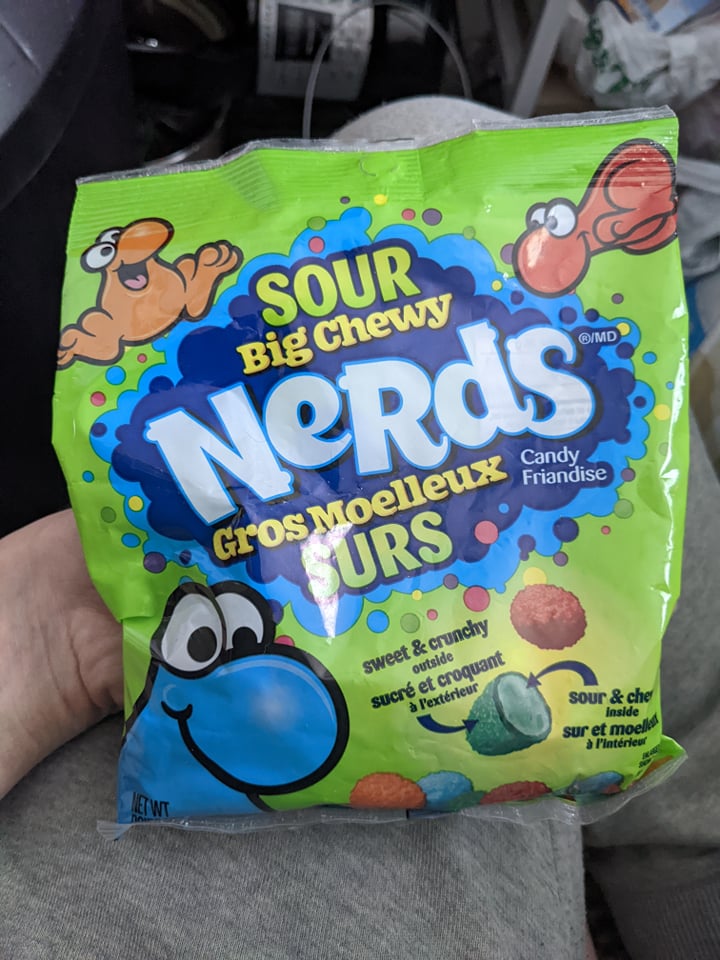 SOUR
Big Chewy
NeRdS
®/MD
Candy
Friandise
Gros Moelleux
SURS
sweet & crunchy
outside
sucré et croquant
à l'extérieur
sour & che
inside
sur et moelleux
à l'intérieur
NET WT